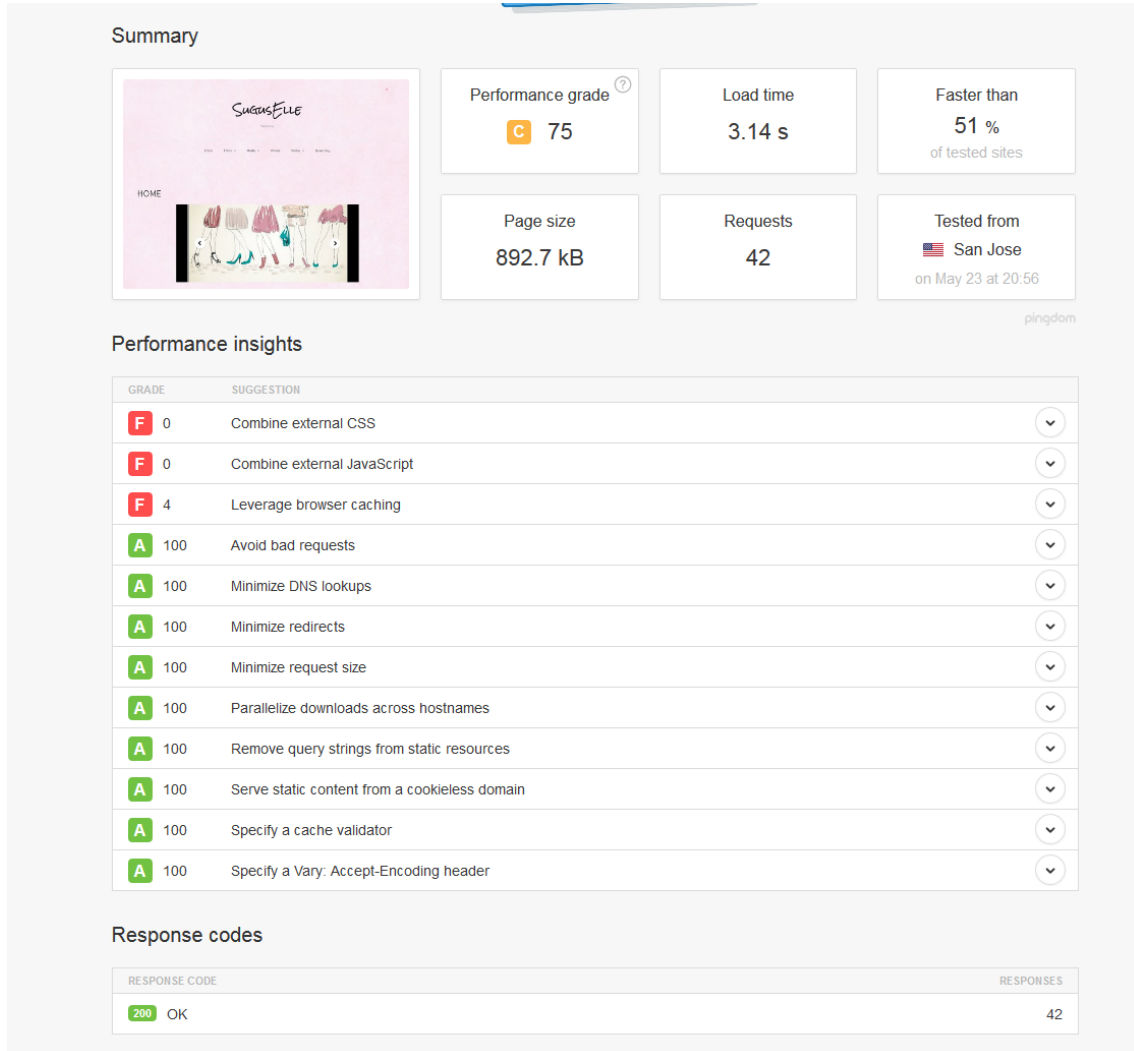 Summary
SugusElle
HOME
Performance grade ?
C 75
Load time
3.14 s
Faster than
51 %
of tested sites
Page size
892.7 kB
Requests
42
Tested from
San Jose
on May 23 at 20:56
pingdom
Performance insights
GRADE SUGGESTION
F 0 Combine external CSS
F 0 Combine external JavaScript
F 4 Leverage browser caching
A 100 Avoid bad requests
A 100 Minimize DNS lookups
A 100 Minimize redirects
A 100 Minimize request size
A 100 Parallelize downloads across hostnames
A 100 Remove query strings from static resources
A 100 Serve static content from a cookieless domain
A 100 Specify a cache validator
A 100 Specify a Vary: Accept-Encoding header
Response codes
RESPONSE CODE RESPONSES
200 OK 42